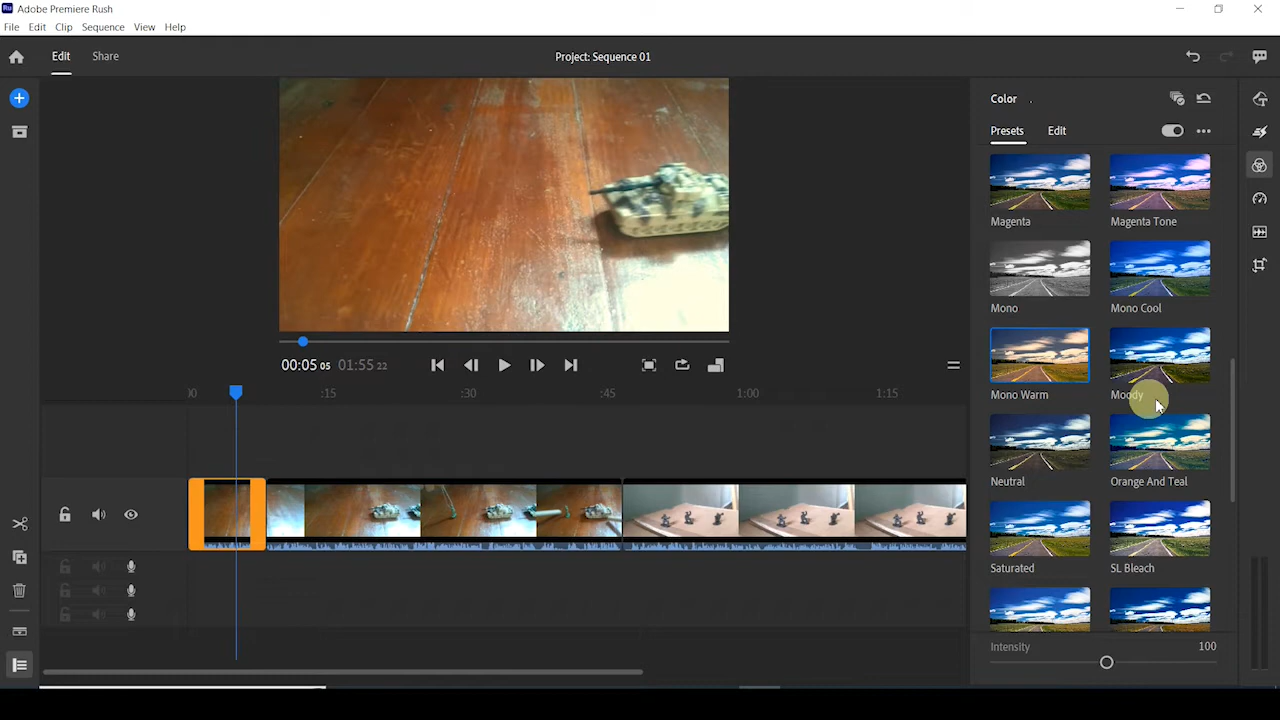 Ru Adobe Premiere Rush
File Edit Clip Sequence View Help
Edit Share Project: Sequence 01
Color
Presets Edit
Magenta Magenta Tone
Mono Mono Cool
Mono Warm Moody
Neutral Orange And Teal
Saturated SL Bleach
Intensity 100
00:05 05 01:55 22
:00 :15 :30 :45 1:00 1:15